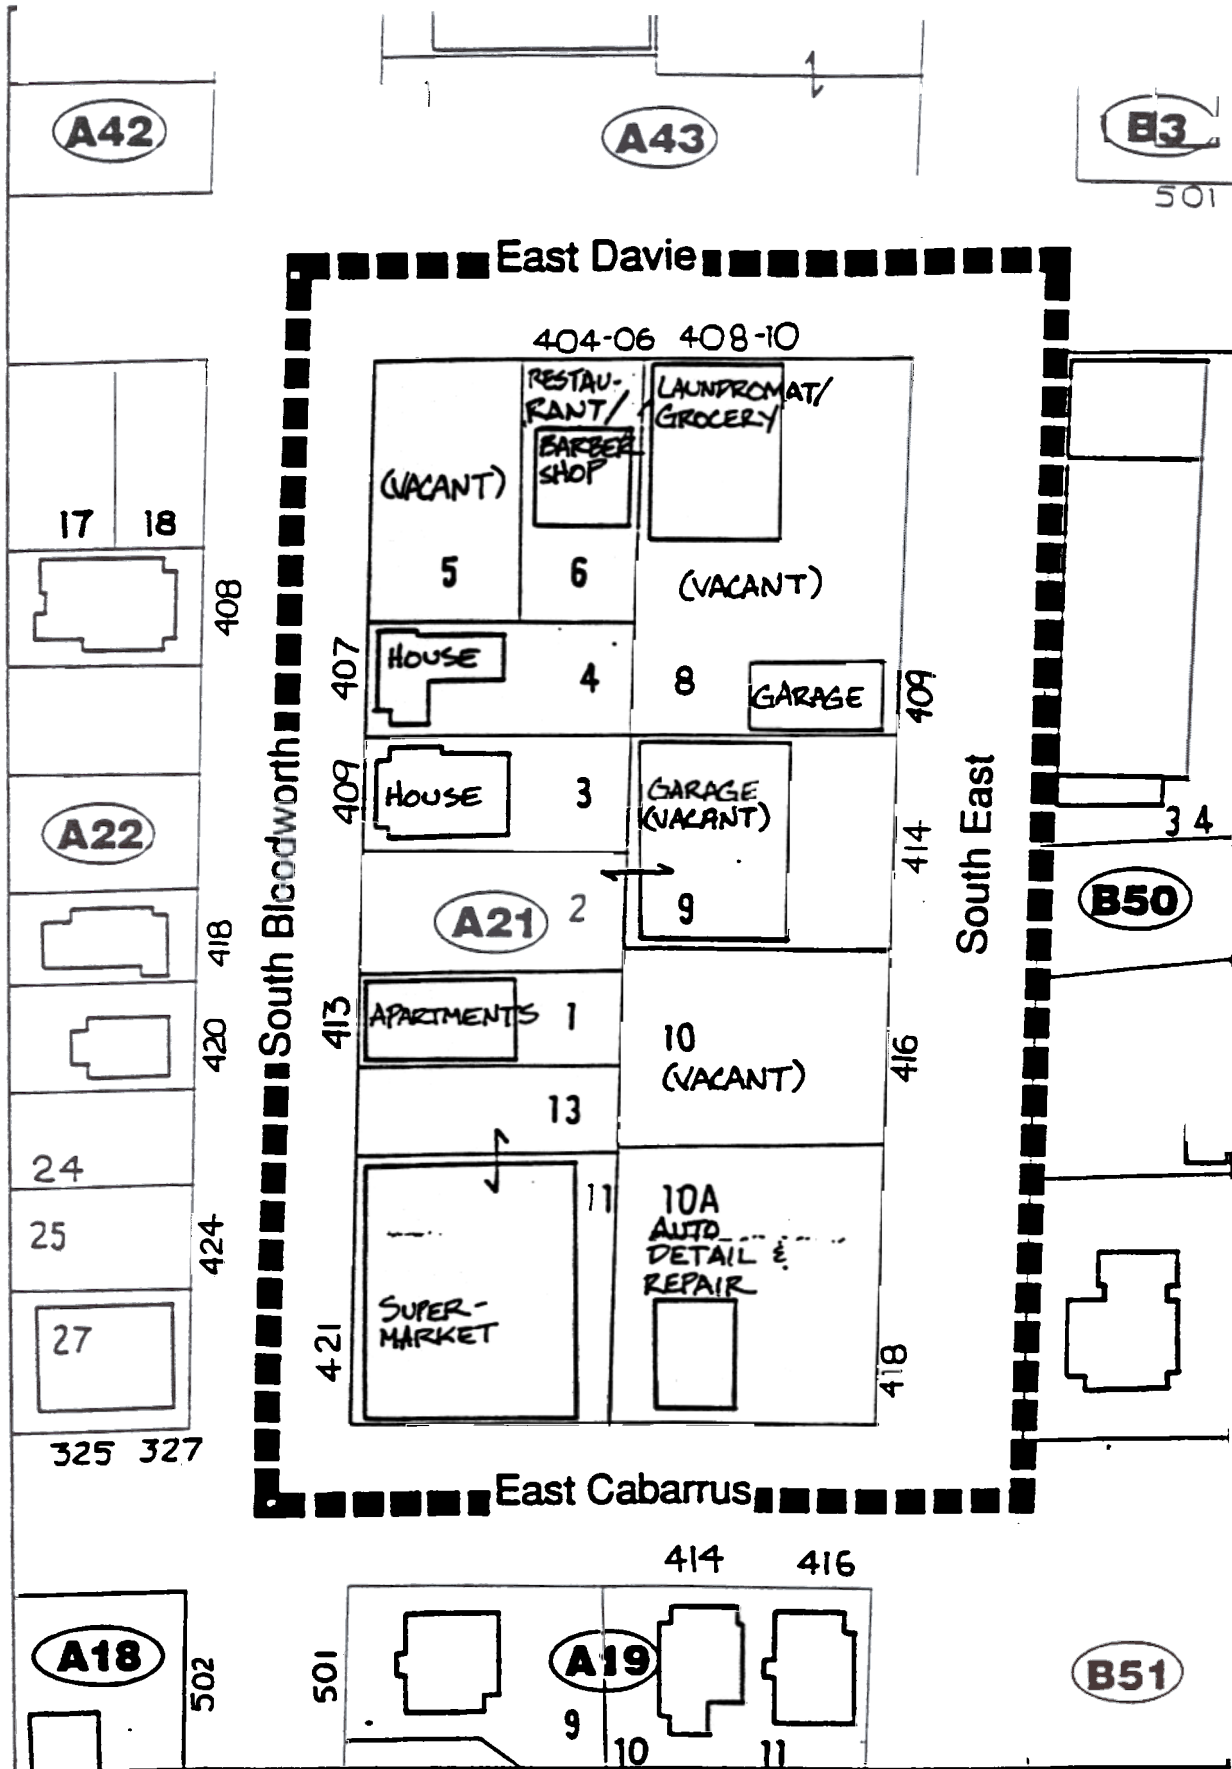 A42
A43
B3
501
East Davie
404-06 408-10
RESTAU-
RANT/
BARBER
SHOP
LAUNDROMAT/
GROCERY
(VACANT)
5
6
(VACANT)
17
18
408
407
HOUSE
4
8
GARAGE
409
South Bloodworth
409
HOUSE
3
GARAGE
(VACANT)
9
414
South East
34
A22
A21
2
B50
418
420
413
APARTMENTS
1
10
(VACANT)
416
13
24
25
424
11
10A
AUTO
DETAIL &
REPAIR
SUPER-
MARKET
421
418
27
325 327
East Cabarrus
414
416
A18
502
501
A19
9
10
11
B51